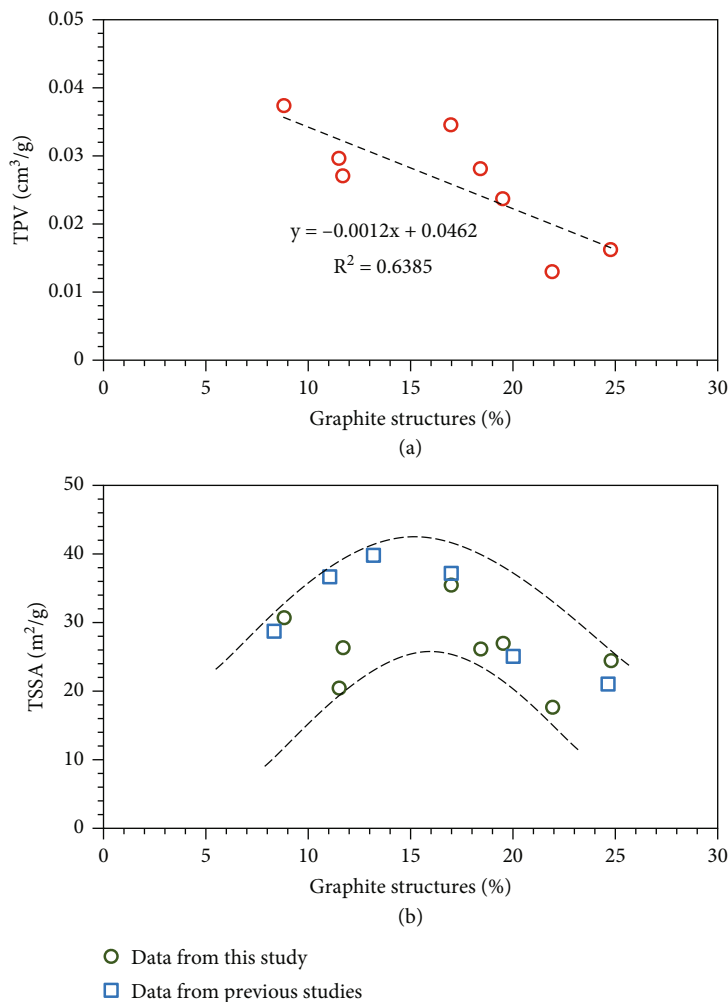 0.05
0.04
0.03
0.02
0.01
0
TPV (cm³/g)
y = –0.0012x + 0.0462
R² = 0.6385
0 5 10 15 20 25 30
Graphite structures (%)
(a)
50
40
30
20
10
0
TSSA (m²/g)
0 5 10 15 20 25 30
Graphite structures (%)
(b)
Data from this study
Data from previous studies